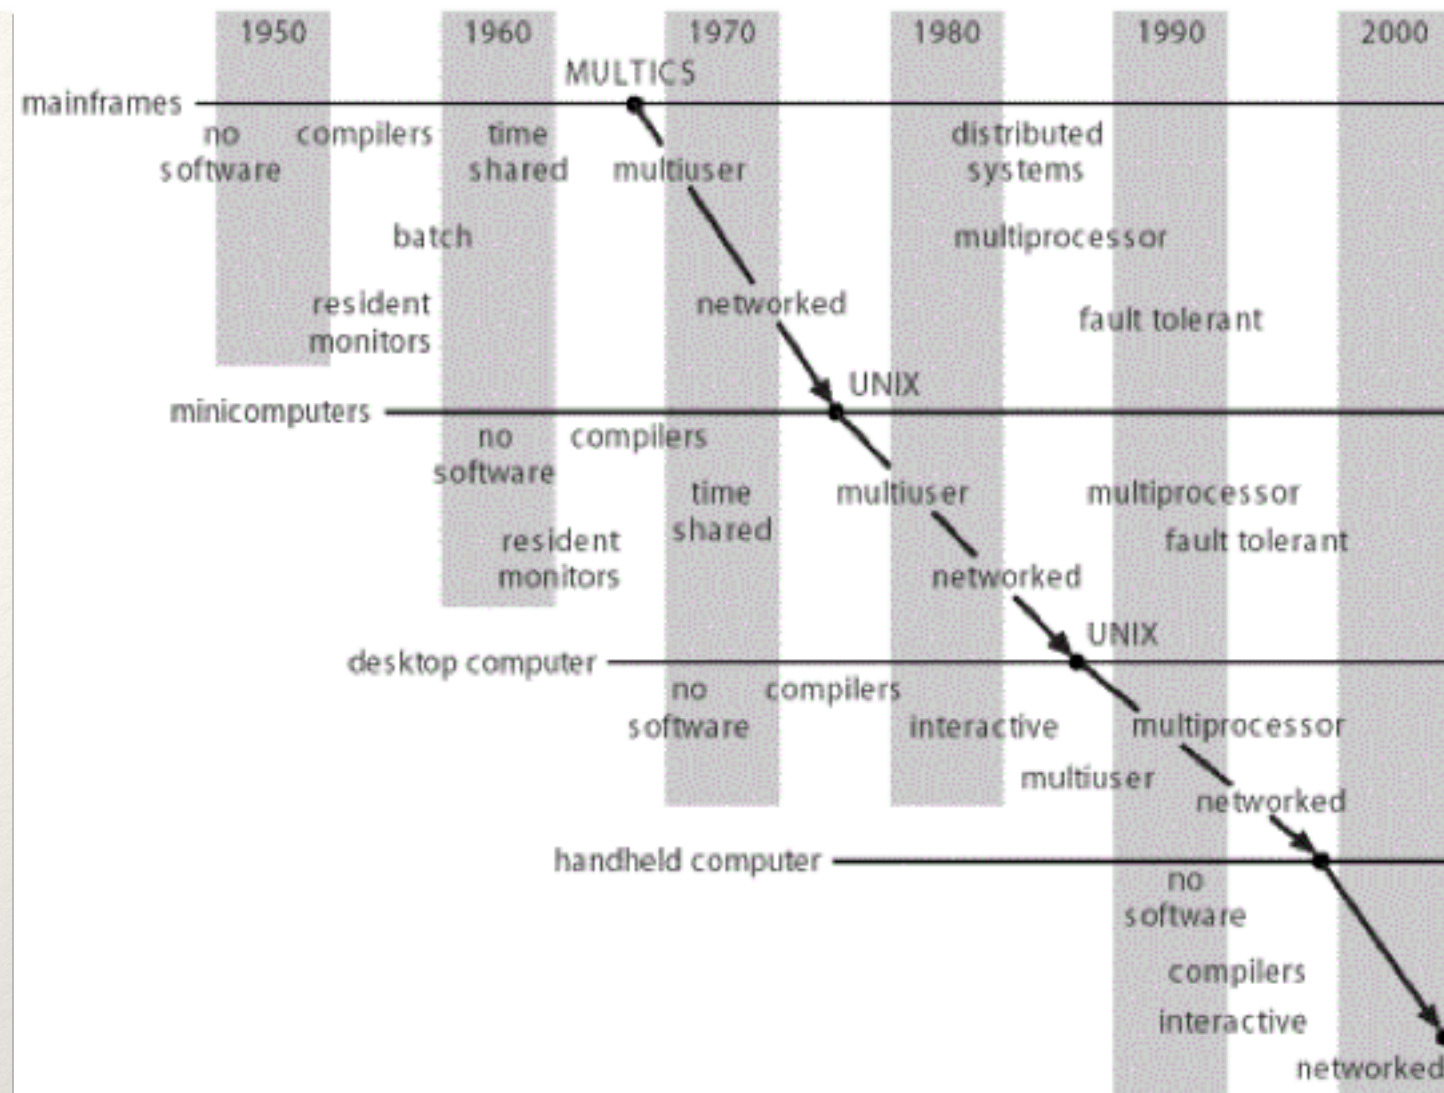 1950 1960 1970 1980 1990 2000
MULTICS
mainframes
no compilers time distributed
software shared multiuser systems
batch multiprocessor
resident networked fault tolerant
monitors
UNIX
minicomputers
no compilers
software
time multiuser multiprocessor
shared
resident fault tolerant
monitors networked
UNIX
desktop computer
no compilers
software interactive multiprocessor
multiuser
networked
handheld computer
no
software
compilers
interactive
networked